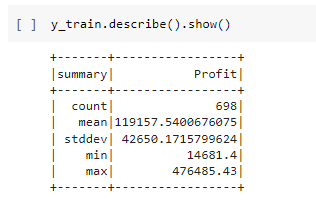 [ ] y_train.describe().show()
+-------+-----------------+
|summary|           Profit|
+-------+-----------------+
|  count|              698|
|   mean|119157.5400676075|
| stddev| 42650.1715799624|
|    min|          14681.4|
|    max|        476485.43|
+-------+-----------------+